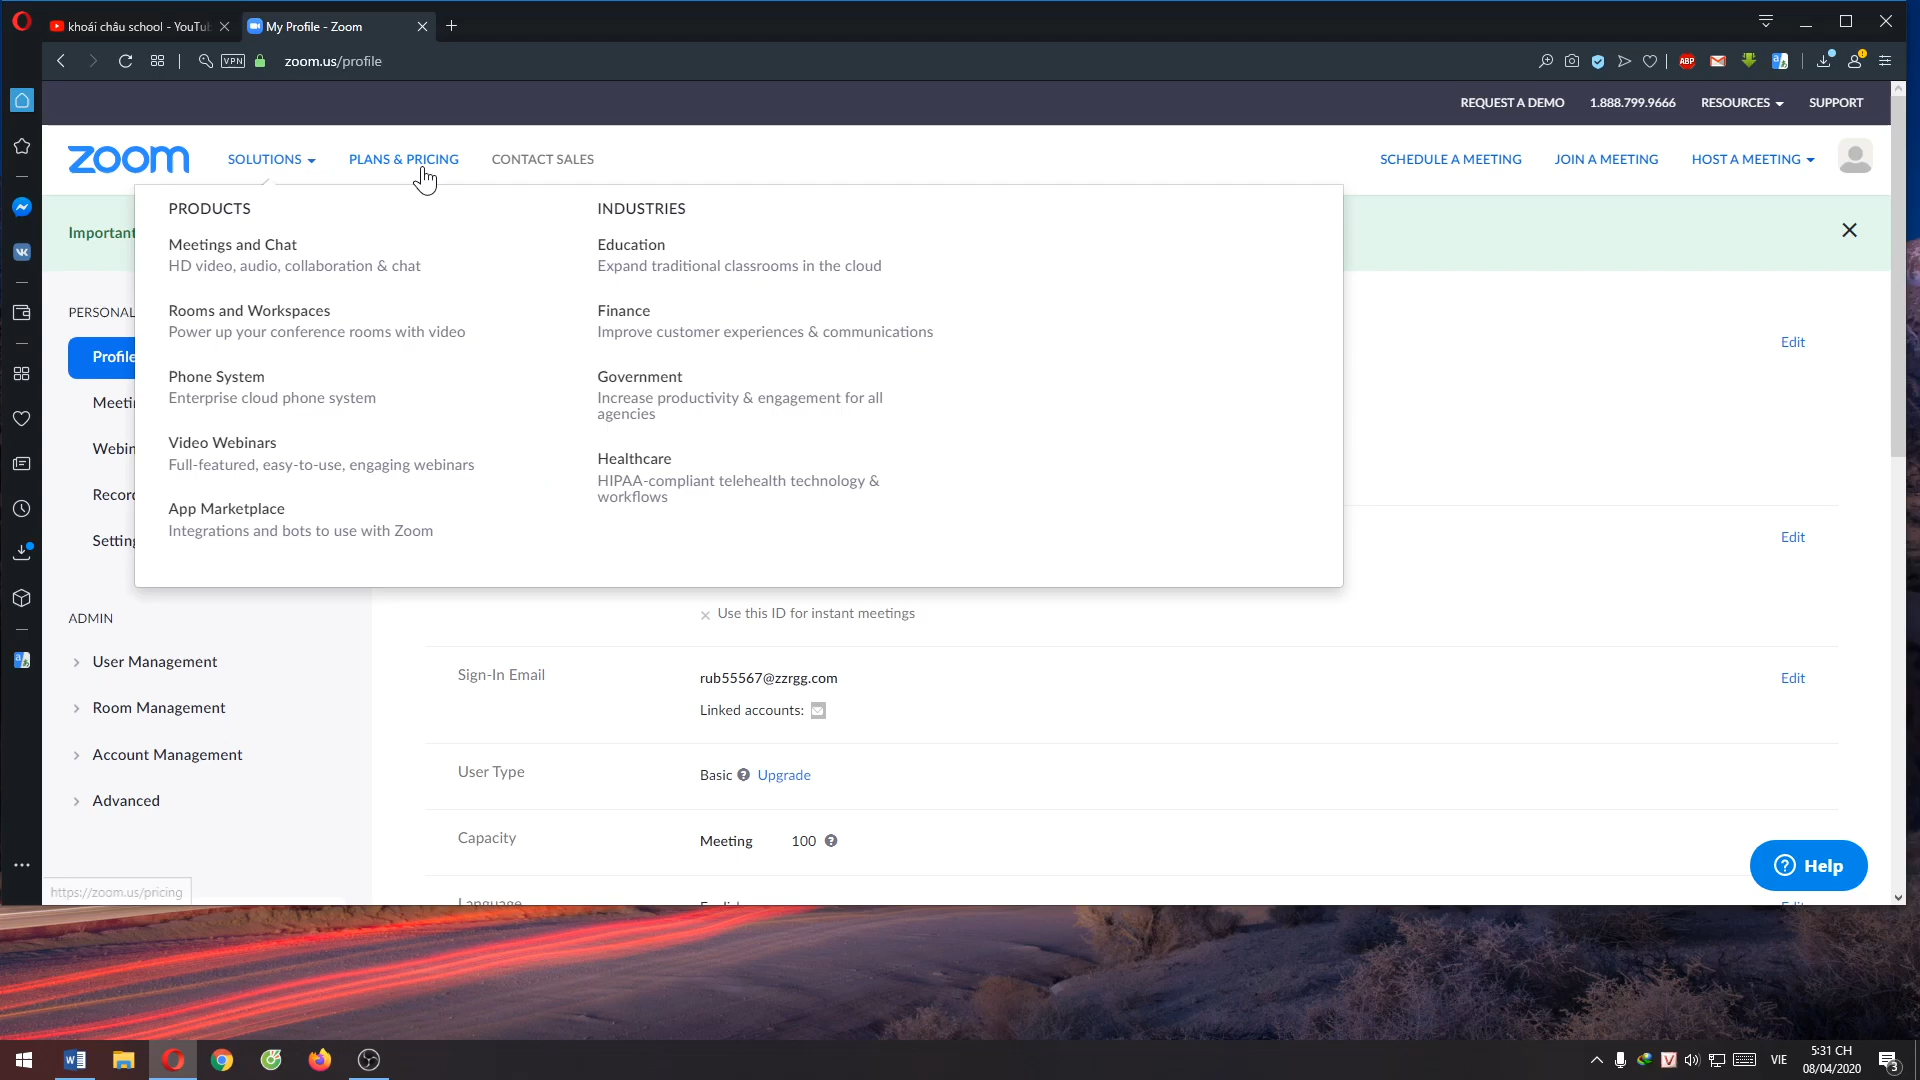 khoái châu school - YouTu
My Profile - Zoom
VPN
zoom.us/profile
ABP
REQUEST A DEMO
1.888.799.9666
RESOURCES
SUPPORT
zoom
SOLUTIONS
PLANS & PRICING
CONTACT SALES
SCHEDULE A MEETING
JOIN A MEETING
HOST A MEETING
Important
PRODUCTS
Meetings and Chat
HD video, audio, collaboration & chat
Rooms and Workspaces
Power up your conference rooms with video
Phone System
Enterprise cloud phone system
Video Webinars
Full-featured, easy-to-use, engaging webinars
App Marketplace
Integrations and bots to use with Zoom
INDUSTRIES
Education
Expand traditional classrooms in the cloud
Finance
Improve customer experiences & communications
Government
Increase productivity & engagement for all
agencies
Healthcare
HIPAA-compliant telehealth technology &
workflows
PERSONAL
Profile
Meetin
Webin
Record
Setting
ADMIN
User Management
Room Management
Account Management
Advanced
Edit
Edit
Use this ID for instant meetings
Sign-In Email
rub55567@zzrgg.com
Edit
Linked accounts:
User Type
Basic
Upgrade
Capacity
Meeting
100
Language
Help
https://zoom.us/pricing
VIE
5:31 CH
08/04/2020
3